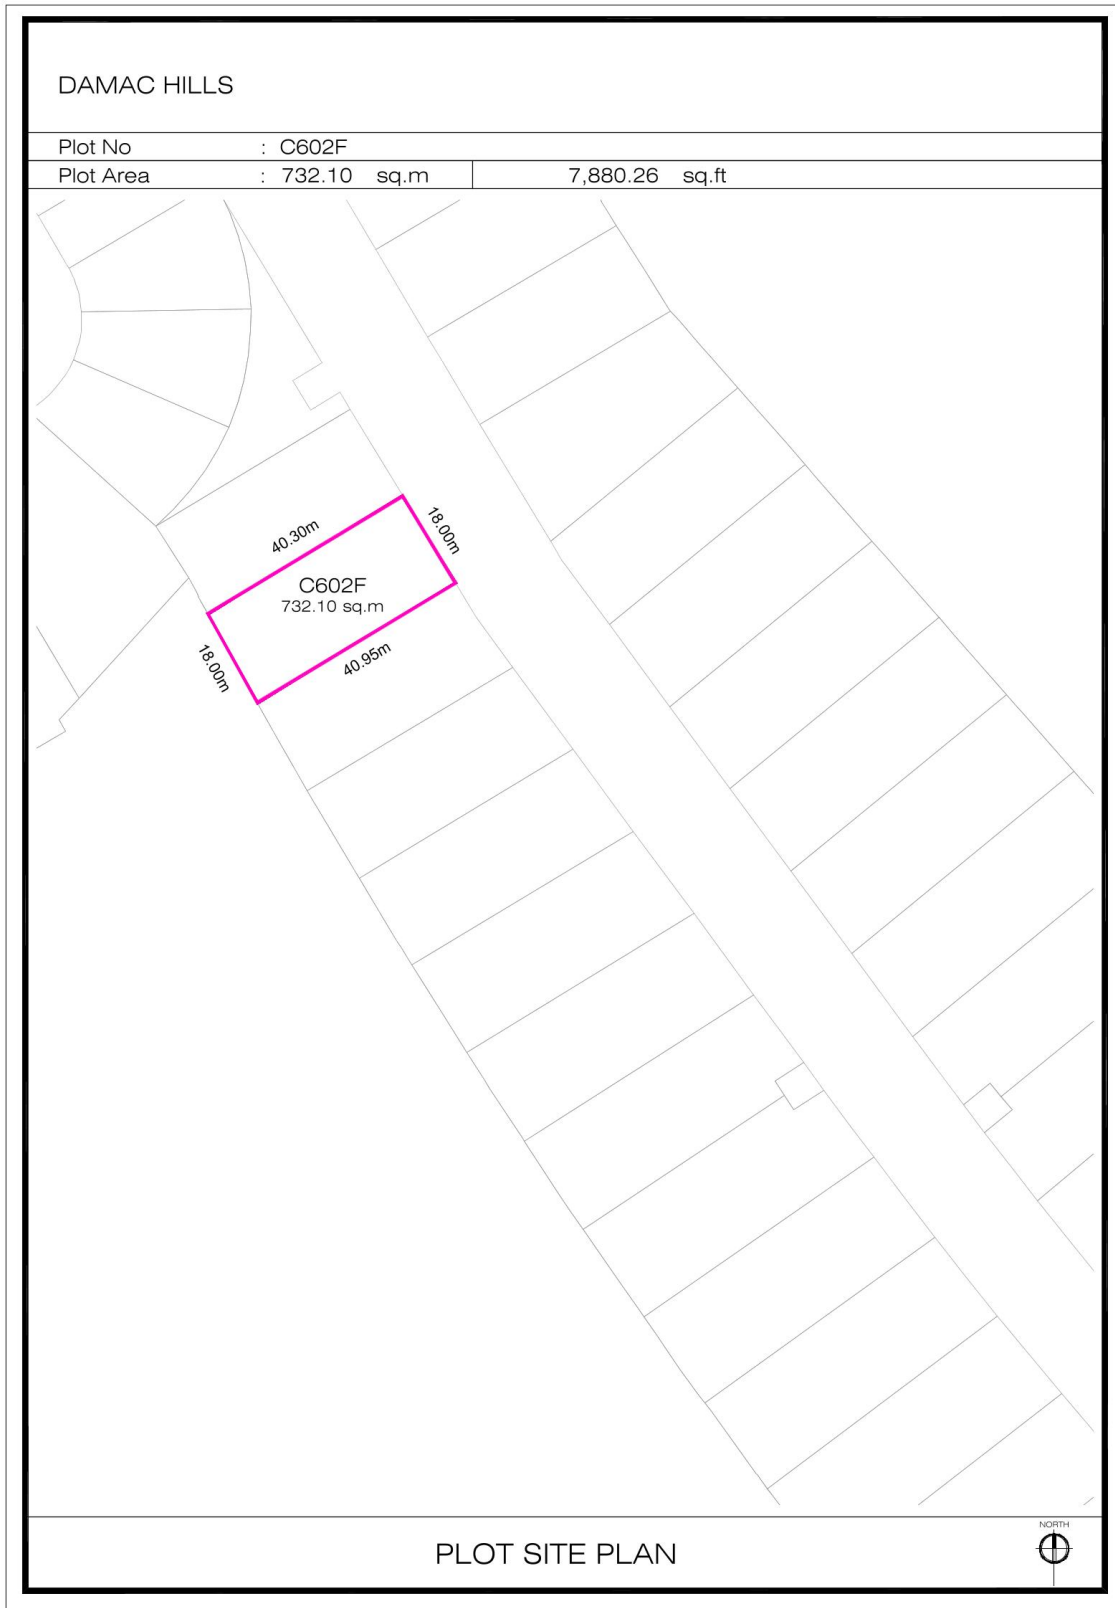 DAMAC HILLS
Plot No : C602F
Plot Area : 732.10 sq.m 7,880.26 sq.ft
40.30m
18.00m
C602F
732.10 sq.m
18.00m
40.95m
PLOT SITE PLAN
NORTH